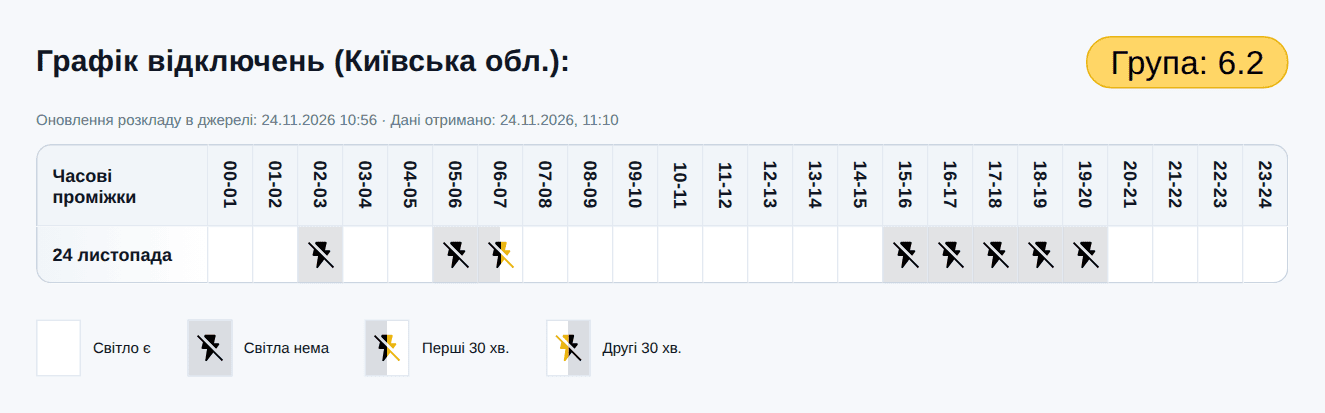 Графік відключень (Київська обл.):
Група: 6.2
Оновлення розкладу в джерелі: 24.11.2026 10:56 · Дані отримано: 24.11.2026, 11:10
Часові
проміжки
00-01
01-02
02-03
03-04
04-05
05-06
06-07
07-08
08-09
09-10
10-11
11-12
12-13
13-14
14-15
15-16
16-17
17-18
18-19
19-20
20-21
21-22
22-23
23-24
24 листопада
Світло є
Світла нема
Перші 30 хв.
Другі 30 хв.